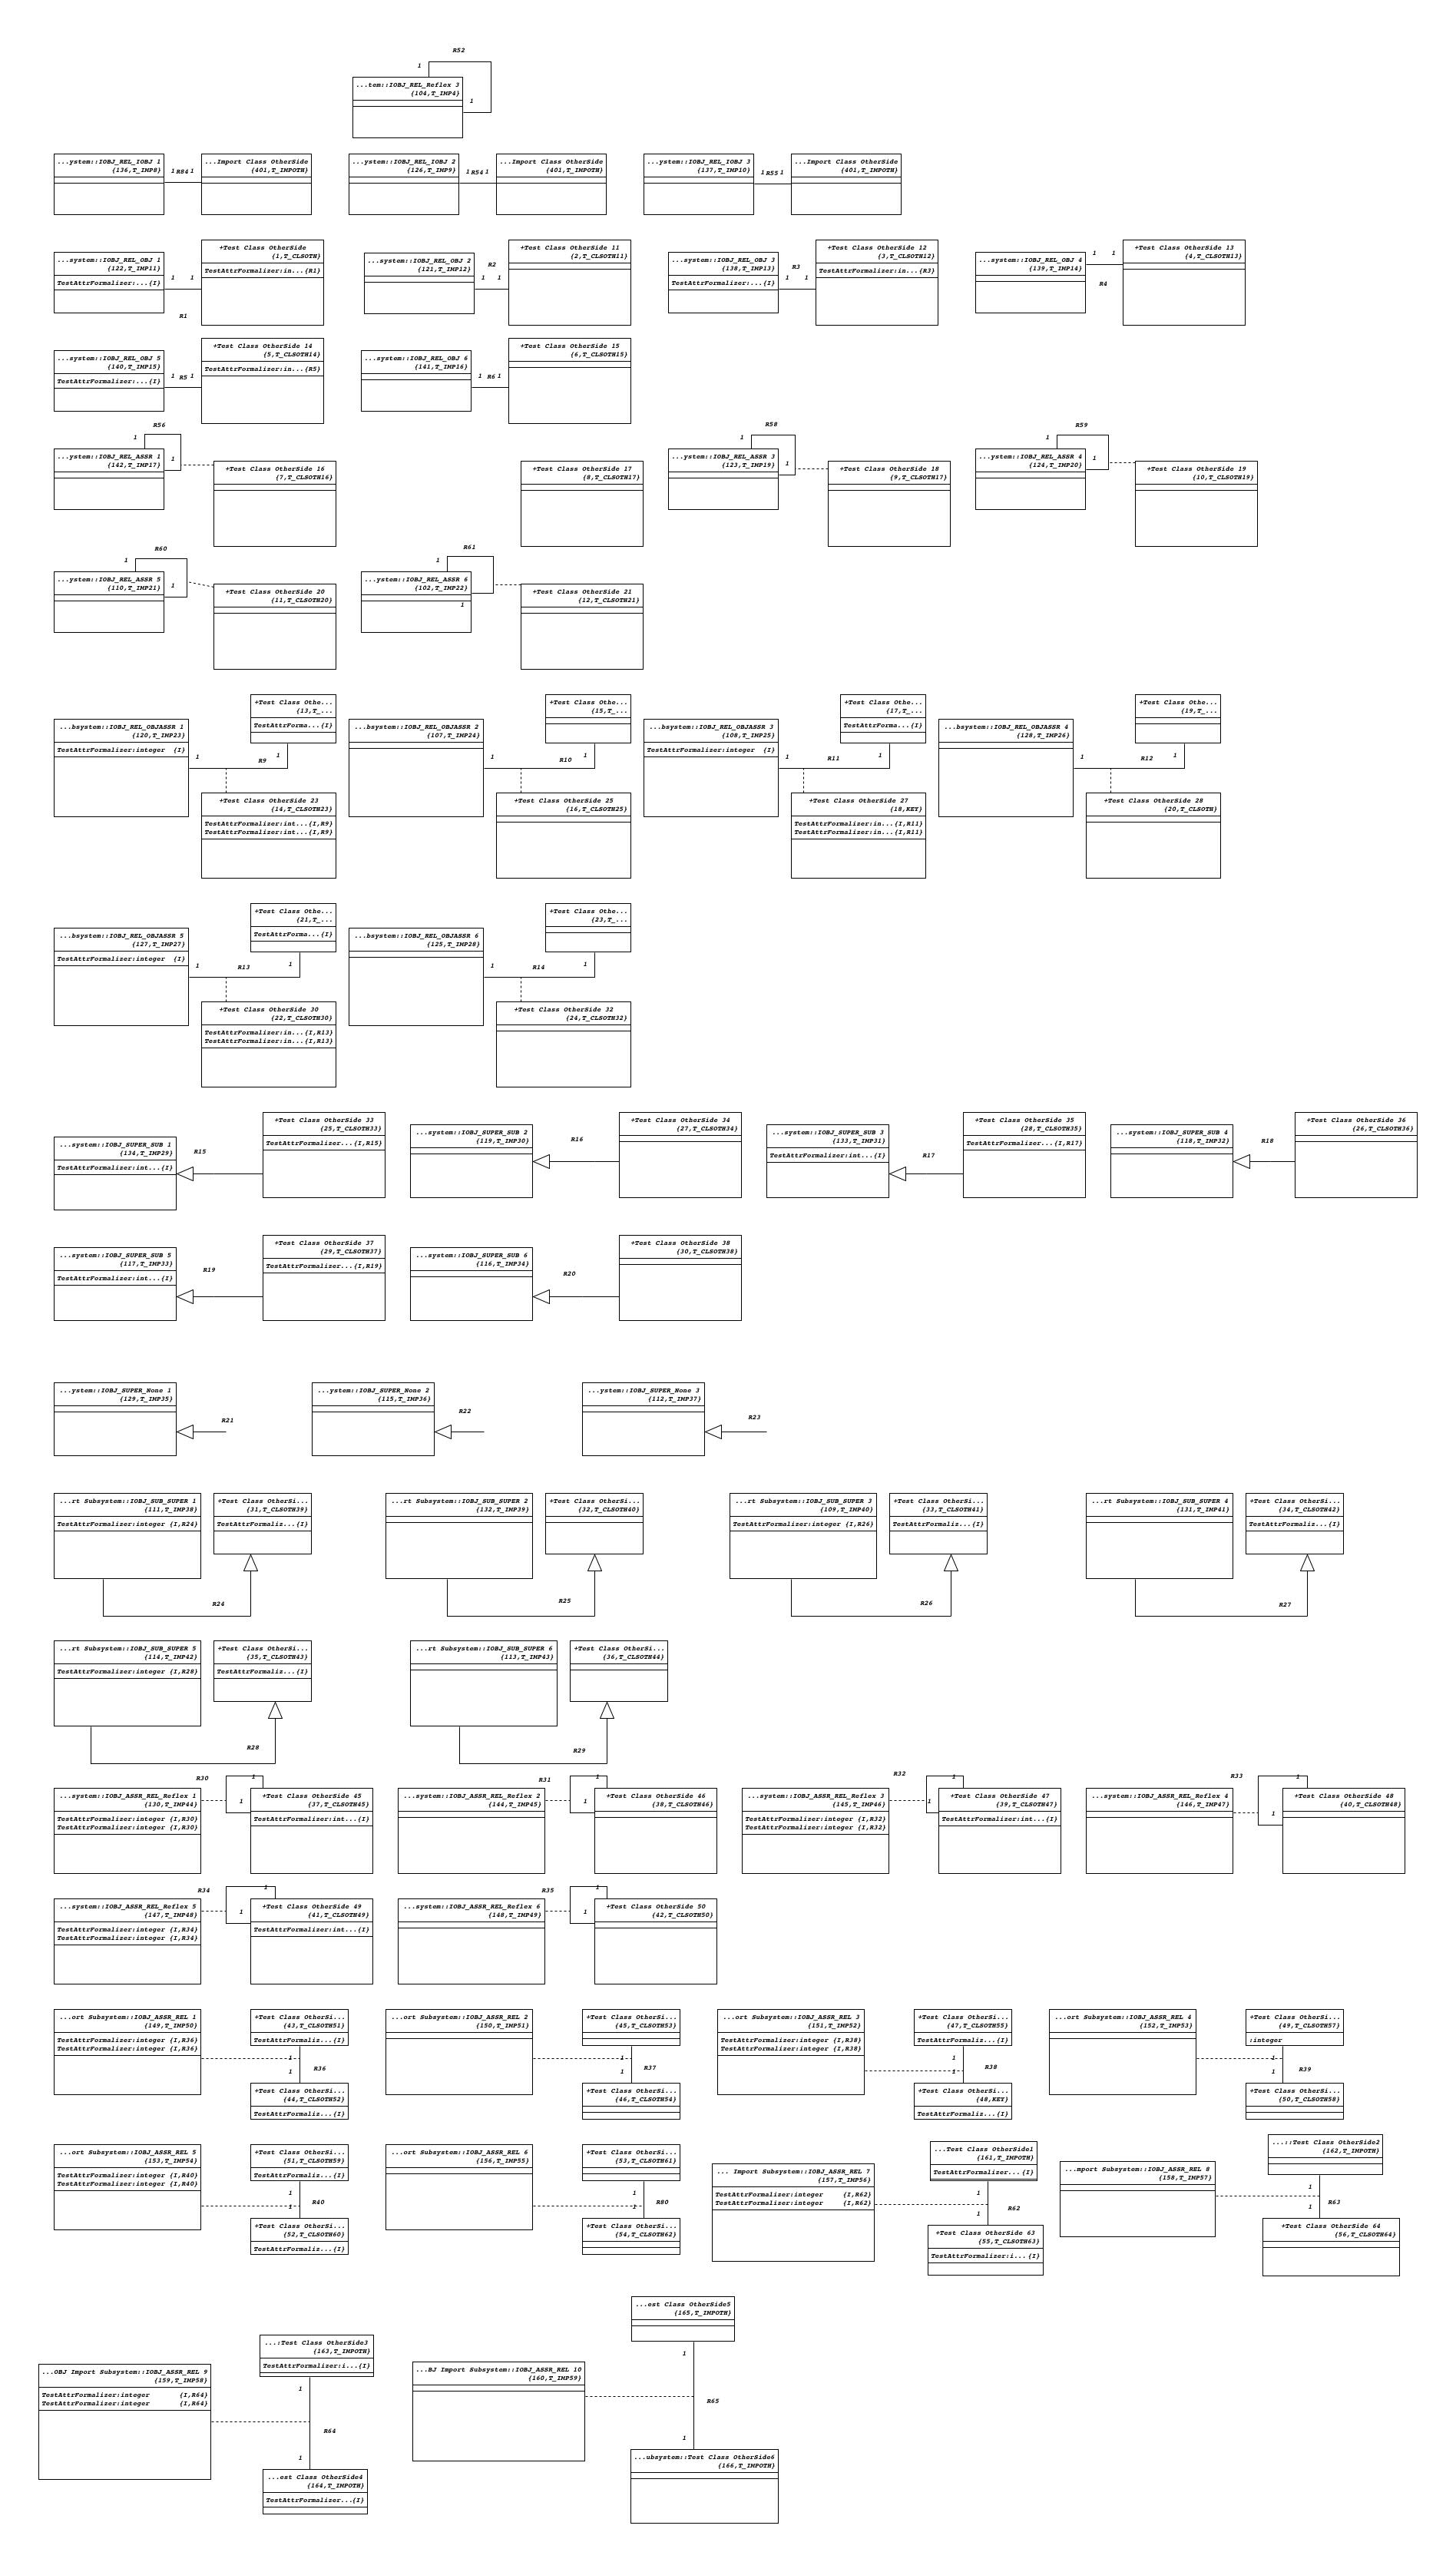 R52
1
...tem::IOBJ_REL_Reflex 3
{104,T_IMP4}
1
...ystem::IOBJ_REL_IOBJ 1
{136,T_IMP8}
1 R84 1
...Import Class OtherSide
{401,T_IMPOTH}
...ystem::IOBJ_REL_IOBJ 2
{126,T_IMP9}
1 R54 1
...Import Class OtherSide
{401,T_IMPOTH}
...ystem::IOBJ_REL_IOBJ 3
{137,T_IMP10}
1 R55 1
...Import Class OtherSide
{401,T_IMPOTH}
...system::IOBJ_REL_OBJ 1
{122,T_IMP11}
TestAttrFormalizer:...{I}
1 1
R1
+Test Class OtherSide
{1,T_CLSOTH}
TestAttrFormalizer:in...{R1}
...system::IOBJ_REL_OBJ 2
{121,T_IMP12}
R2
1 1
+Test Class OtherSide 11
{2,T_CLSOTH11}
...system::IOBJ_REL_OBJ 3
{138,T_IMP13}
TestAttrFormalizer:...{I}
R3
1 1
+Test Class OtherSide 12
{3,T_CLSOTH12}
TestAttrFormalizer:in...{R3}
...system::IOBJ_REL_OBJ 4
{139,T_IMP14}
1 1
R4
+Test Class OtherSide 13
{4,T_CLSOTH13}
...system::IOBJ_REL_OBJ 5
{140,T_IMP15}
TestAttrFormalizer:...{I}
1 R5 1
+Test Class OtherSide 14
{5,T_CLSOTH14}
TestAttrFormalizer:in...{R5}
...system::IOBJ_REL_OBJ 6
{141,T_IMP16}
1 R6 1
+Test Class OtherSide 15
{6,T_CLSOTH15}
R56
1
...ystem::IOBJ_REL_ASSR 1
{142,T_IMP17}
1
+Test Class OtherSide 16
{7,T_CLSOTH16}
+Test Class OtherSide 17
{8,T_CLSOTH17}
R58
1
...ystem::IOBJ_REL_ASSR 3
{123,T_IMP19}
1
+Test Class OtherSide 18
{9,T_CLSOTH17}
R59
1
...ystem::IOBJ_REL_ASSR 4
{124,T_IMP20}
1
+Test Class OtherSide 19
{10,T_CLSOTH19}
R60
1
...ystem::IOBJ_REL_ASSR 5
{110,T_IMP21}
1
+Test Class OtherSide 20
{11,T_CLSOTH20}
R61
1
...ystem::IOBJ_REL_ASSR 6
{102,T_IMP22}
1
+Test Class OtherSide 21
{12,T_CLSOTH21}
...bsystem::IOBJ_REL_OBJASSR 1
{120,T_IMP23}
TestAttrFormalizer:integer {I}
+Test Class Othe...
{13,T_...
TestAttrForma...{I}
1 R9 1
+Test Class OtherSide 23
{14,T_CLSOTH23}
TestAttrFormalizer:int...{I,R9}
TestAttrFormalizer:int...{I,R9}
...bsystem::IOBJ_REL_OBJASSR 2
{107,T_IMP24}
+Test Class Othe...
{15,T_...
1 R10 1
+Test Class OtherSide 25
{16,T_CLSOTH25}
...bsystem::IOBJ_REL_OBJASSR 3
{108,T_IMP25}
TestAttrFormalizer:integer {I}
+Test Class Othe...
{17,T_...
TestAttrForma...{I}
1 R11 1
+Test Class OtherSide 27
{18,KEY}
TestAttrFormalizer:in...{I,R11}
TestAttrFormalizer:in...{I,R11}
...bsystem::IOBJ_REL_OBJASSR 4
{128,T_IMP26}
+Test Class Othe...
{19,T_...
1 R12 1
+Test Class OtherSide 28
{20,T_CLSOTH}
...bsystem::IOBJ_REL_OBJASSR 5
{127,T_IMP27}
TestAttrFormalizer:integer {I}
+Test Class Othe...
{21,T_...
TestAttrForma...{I}
1 R13 1
+Test Class OtherSide 30
{22,T_CLSOTH30}
TestAttrFormalizer:in...{I,R13}
TestAttrFormalizer:in...{I,R13}
...bsystem::IOBJ_REL_OBJASSR 6
{125,T_IMP28}
+Test Class Othe...
{23,T_...
1 R14 1
+Test Class OtherSide 32
{24,T_CLSOTH32}
...system::IOBJ_SUPER_SUB 1
{134,T_IMP29}
TestAttrFormalizer:int...{I}
R15
+Test Class OtherSide 33
{25,T_CLSOTH33}
TestAttrFormalizer...{I,R15}
...system::IOBJ_SUPER_SUB 2
{119,T_IMP30}
R16
+Test Class OtherSide 34
{27,T_CLSOTH34}
...system::IOBJ_SUPER_SUB 3
{133,T_IMP31}
TestAttrFormalizer:int...{I}
R17
+Test Class OtherSide 35
{28,T_CLSOTH35}
TestAttrFormalizer...{I,R17}
...system::IOBJ_SUPER_SUB 4
{118,T_IMP32}
R18
+Test Class OtherSide 36
{26,T_CLSOTH36}
...system::IOBJ_SUPER_SUB 5
{117,T_IMP33}
TestAttrFormalizer:int...{I}
R19
+Test Class OtherSide 37
{29,T_CLSOTH37}
TestAttrFormalizer...{I,R19}
...system::IOBJ_SUPER_SUB 6
{116,T_IMP34}
R20
+Test Class OtherSide 38
{30,T_CLSOTH38}
...ystem::IOBJ_SUPER_None 1
{129,T_IMP35}
R21
...ystem::IOBJ_SUPER_None 2
{115,T_IMP36}
R22
...ystem::IOBJ_SUPER_None 3
{112,T_IMP37}
R23
...rt Subsystem::IOBJ_SUB_SUPER 1
{111,T_IMP38}
TestAttrFormalizer:integer {I,R24}
+Test Class OtherSi...
{31,T_CLSOTH39}
TestAttrFormaliz...{I}
R24
...rt Subsystem::IOBJ_SUB_SUPER 2
{132,T_IMP39}
+Test Class OtherSi...
{32,T_CLSOTH40}
R25
...rt Subsystem::IOBJ_SUB_SUPER 3
{109,T_IMP40}
TestAttrFormalizer:integer {I,R26}
+Test Class OtherSi...
{33,T_CLSOTH41}
TestAttrFormaliz...{I}
R26
...rt Subsystem::IOBJ_SUB_SUPER 4
{131,T_IMP41}
+Test Class OtherSi...
{34,T_CLSOTH42}
TestAttrFormaliz...{I}
R27
...rt Subsystem::IOBJ_SUB_SUPER 5
{114,T_IMP42}
TestAttrFormalizer:integer {I,R28}
+Test Class OtherSi...
{35,T_CLSOTH43}
TestAttrFormaliz...{I}
R28
...rt Subsystem::IOBJ_SUB_SUPER 6
{113,T_IMP43}
+Test Class OtherSi...
{36,T_CLSOTH44}
R29
...system::IOBJ_ASSR_REL_Reflex 1
{130,T_IMP44}
TestAttrFormalizer:integer {I,R30}
TestAttrFormalizer:integer {I,R30}
R30
1
1
+Test Class OtherSide 45
{37,T_CLSOTH45}
TestAttrFormalizer:int...{I}
...system::IOBJ_ASSR_REL_Reflex 2
{144,T_IMP45}
R31
1
1
+Test Class OtherSide 46
{38,T_CLSOTH46}
...system::IOBJ_ASSR_REL_Reflex 3
{145,T_IMP46}
TestAttrFormalizer:integer {I,R32}
TestAttrFormalizer:integer {I,R32}
R32
1
1
+Test Class OtherSide 47
{39,T_CLSOTH47}
TestAttrFormalizer:int...{I}
...system::IOBJ_ASSR_REL_Reflex 4
{146,T_IMP47}
R33
1
1
+Test Class OtherSide 48
{40,T_CLSOTH48}
...system::IOBJ_ASSR_REL_Reflex 5
{147,T_IMP48}
TestAttrFormalizer:integer {I,R34}
TestAttrFormalizer:integer {I,R34}
R34
1
1
+Test Class OtherSide 49
{41,T_CLSOTH49}
TestAttrFormalizer:int...{I}
...system::IOBJ_ASSR_REL_Reflex 6
{148,T_IMP49}
R35
1
1
+Test Class OtherSide 50
{42,T_CLSOTH50}
...ort Subsystem::IOBJ_ASSR_REL 1
{149,T_IMP50}
TestAttrFormalizer:integer {I,R36}
TestAttrFormalizer:integer {I,R36}
+Test Class OtherSi...
{43,T_CLSOTH51}
TestAttrFormaliz...{I}
1
1
R36
+Test Class OtherSi...
{44,T_CLSOTH52}
TestAttrFormaliz...{I}
...ort Subsystem::IOBJ_ASSR_REL 2
{150,T_IMP51}
+Test Class OtherSi...
{45,T_CLSOTH53}
1
1
R37
+Test Class OtherSi...
{46,T_CLSOTH54}
...ort Subsystem::IOBJ_ASSR_REL 3
{151,T_IMP52}
TestAttrFormalizer:integer {I,R38}
TestAttrFormalizer:integer {I,R38}
+Test Class OtherSi...
{47,T_CLSOTH55}
TestAttrFormaliz...{I}
1
1
R38
+Test Class OtherSi...
{48,KEY}
TestAttrFormaliz...{I}
...ort Subsystem::IOBJ_ASSR_REL 4
{152,T_IMP53}
+Test Class OtherSi...
{49,T_CLSOTH57}
:integer
1
1
R39
+Test Class OtherSi...
{50,T_CLSOTH58}
...ort Subsystem::IOBJ_ASSR_REL 5
{153,T_IMP54}
TestAttrFormalizer:integer {I,R40}
TestAttrFormalizer:integer {I,R40}
+Test Class OtherSi...
{51,T_CLSOTH59}
TestAttrFormaliz...{I}
1
1
R40
+Test Class OtherSi...
{52,T_CLSOTH60}
TestAttrFormaliz...{I}
...ort Subsystem::IOBJ_ASSR_REL 6
{156,T_IMP55}
+Test Class OtherSi...
{53,T_CLSOTH61}
1
1
R80
+Test Class OtherSi...
{54,T_CLSOTH62}
... Import Subsystem::IOBJ_ASSR_REL 7
{157,T_IMP56}
TestAttrFormalizer:integer {I,R62}
TestAttrFormalizer:integer {I,R62}
...Test Class OtherSide1
{161,T_IMPOTH}
TestAttrFormalizer...{I}
1
R62
1
+Test Class OtherSide 63
{55,T_CLSOTH63}
TestAttrFormalizer:i...{I}
...mport Subsystem::IOBJ_ASSR_REL 8
{158,T_IMP57}
...::Test Class OtherSide2
{162,T_IMPOTH}
1
R63
1
+Test Class OtherSide 64
{56,T_CLSOTH64}
...OBJ Import Subsystem::IOBJ_ASSR_REL 9
{159,T_IMP58}
TestAttrFormalizer:integer {I,R64}
TestAttrFormalizer:integer {I,R64}
...:Test Class OtherSide3
{163,T_IMPOTH}
TestAttrFormalizer:i...{I}
1
R64
1
...est Class OtherSide4
{164,T_IMPOTH}
TestAttrFormalizer...{I}
...BJ Import Subsystem::IOBJ_ASSR_REL 10
{160,T_IMP59}
...est Class OtherSide5
{165,T_IMPOTH}
1
R65
1
...ubsystem::Test Class OtherSide6
{166,T_IMPOTH}